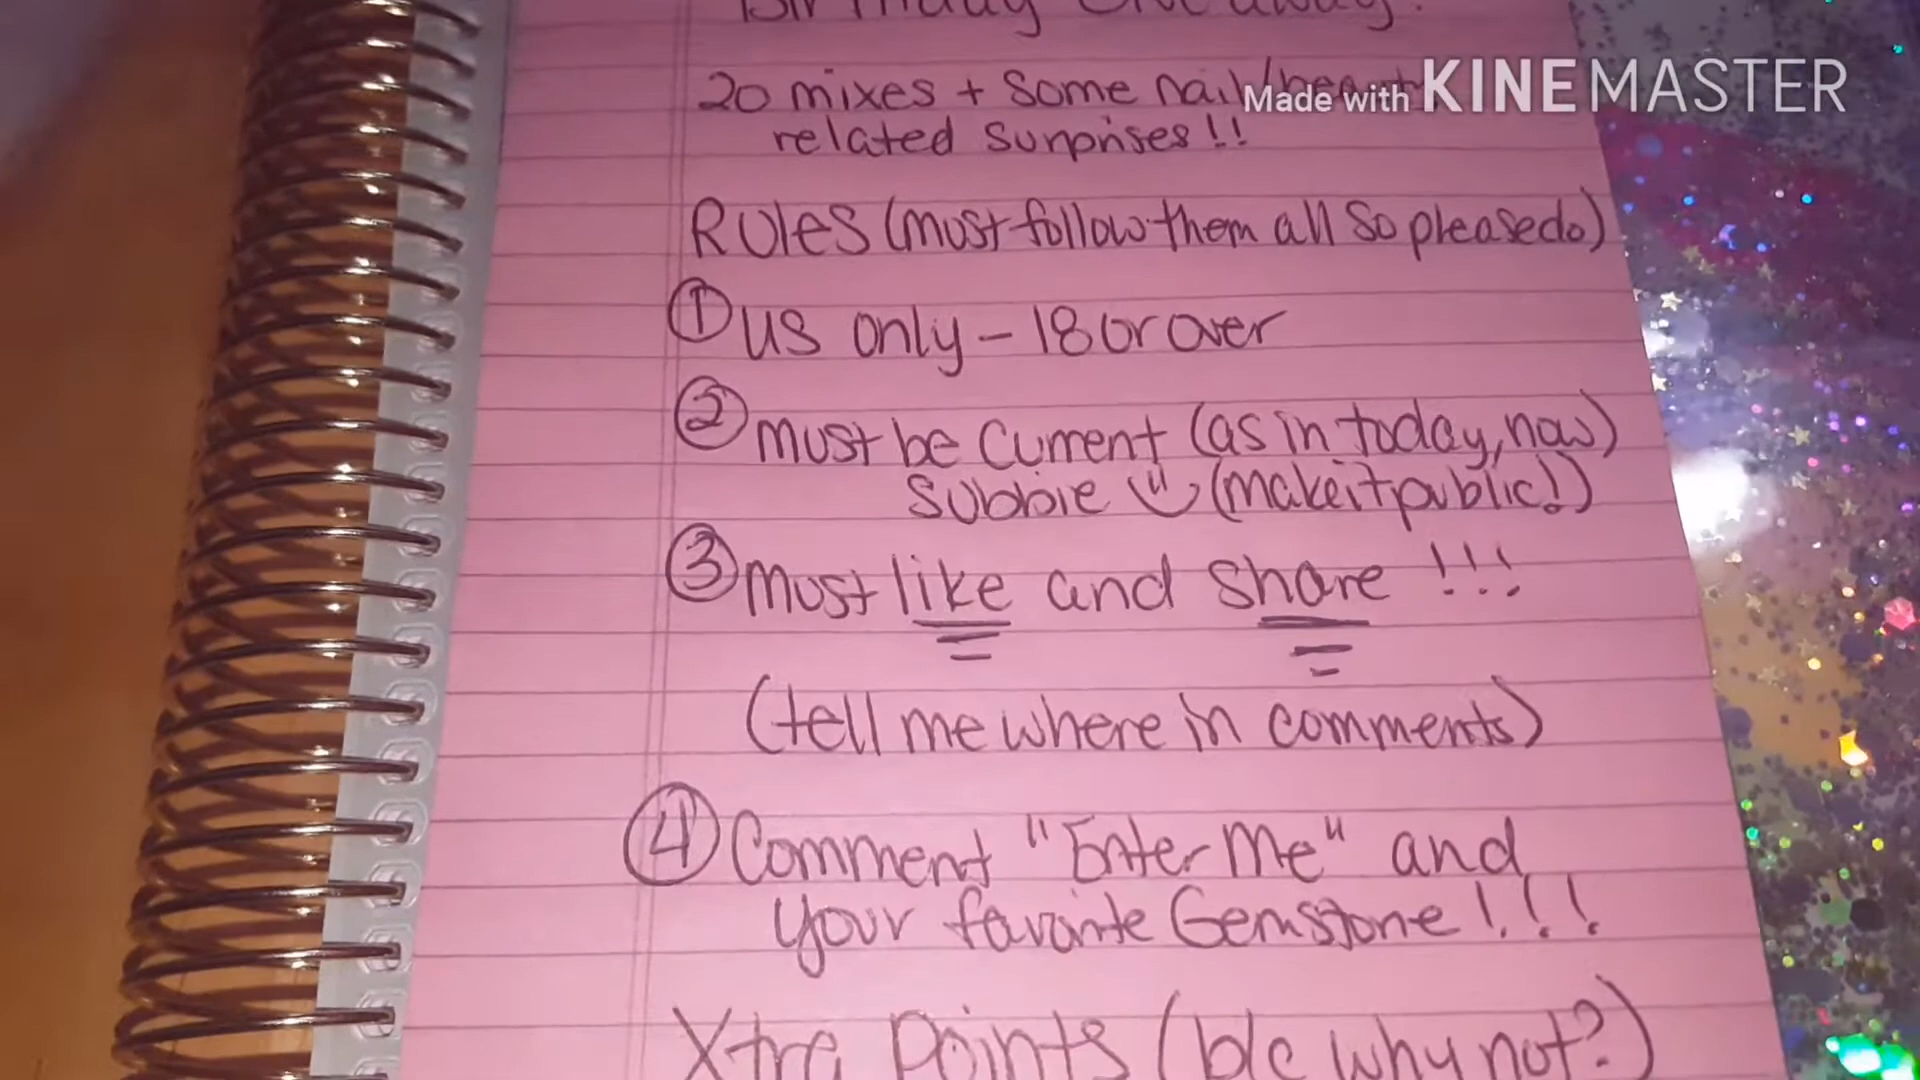 Birthday Giveaway!
20 mixes + Some nail/beauty
Made with KINEMASTER
related surprises!!
RULES (must follow them all so please do)
① US only - 18 or over
② must be current (as in today, now)
subbie (make it public!)
③ must like and share !!!
(tell me where in comments)
④ Comment "Enter Me" and
your favorite Gemstone!!!
Xtra Points (b/c why not?)